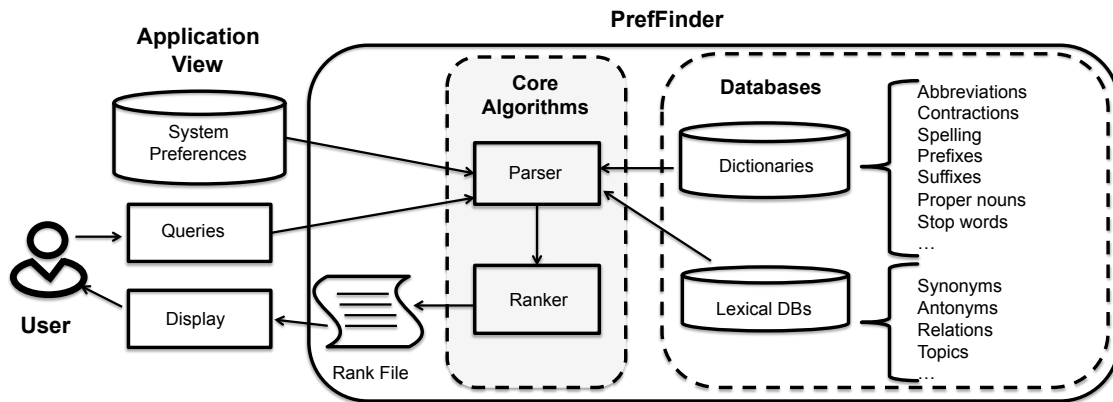 PrefFinder
Application
View
System
Preferences
Queries
User
Display
Rank File
Core
Algorithms
Parser
Ranker
Databases
Dictionaries
Lexical DBs
Abbreviations
Contractions
Spelling
Prefixes
Suffixes
Proper nouns
Stop words
…
Synonyms
Antonyms
Relations
Topics
…